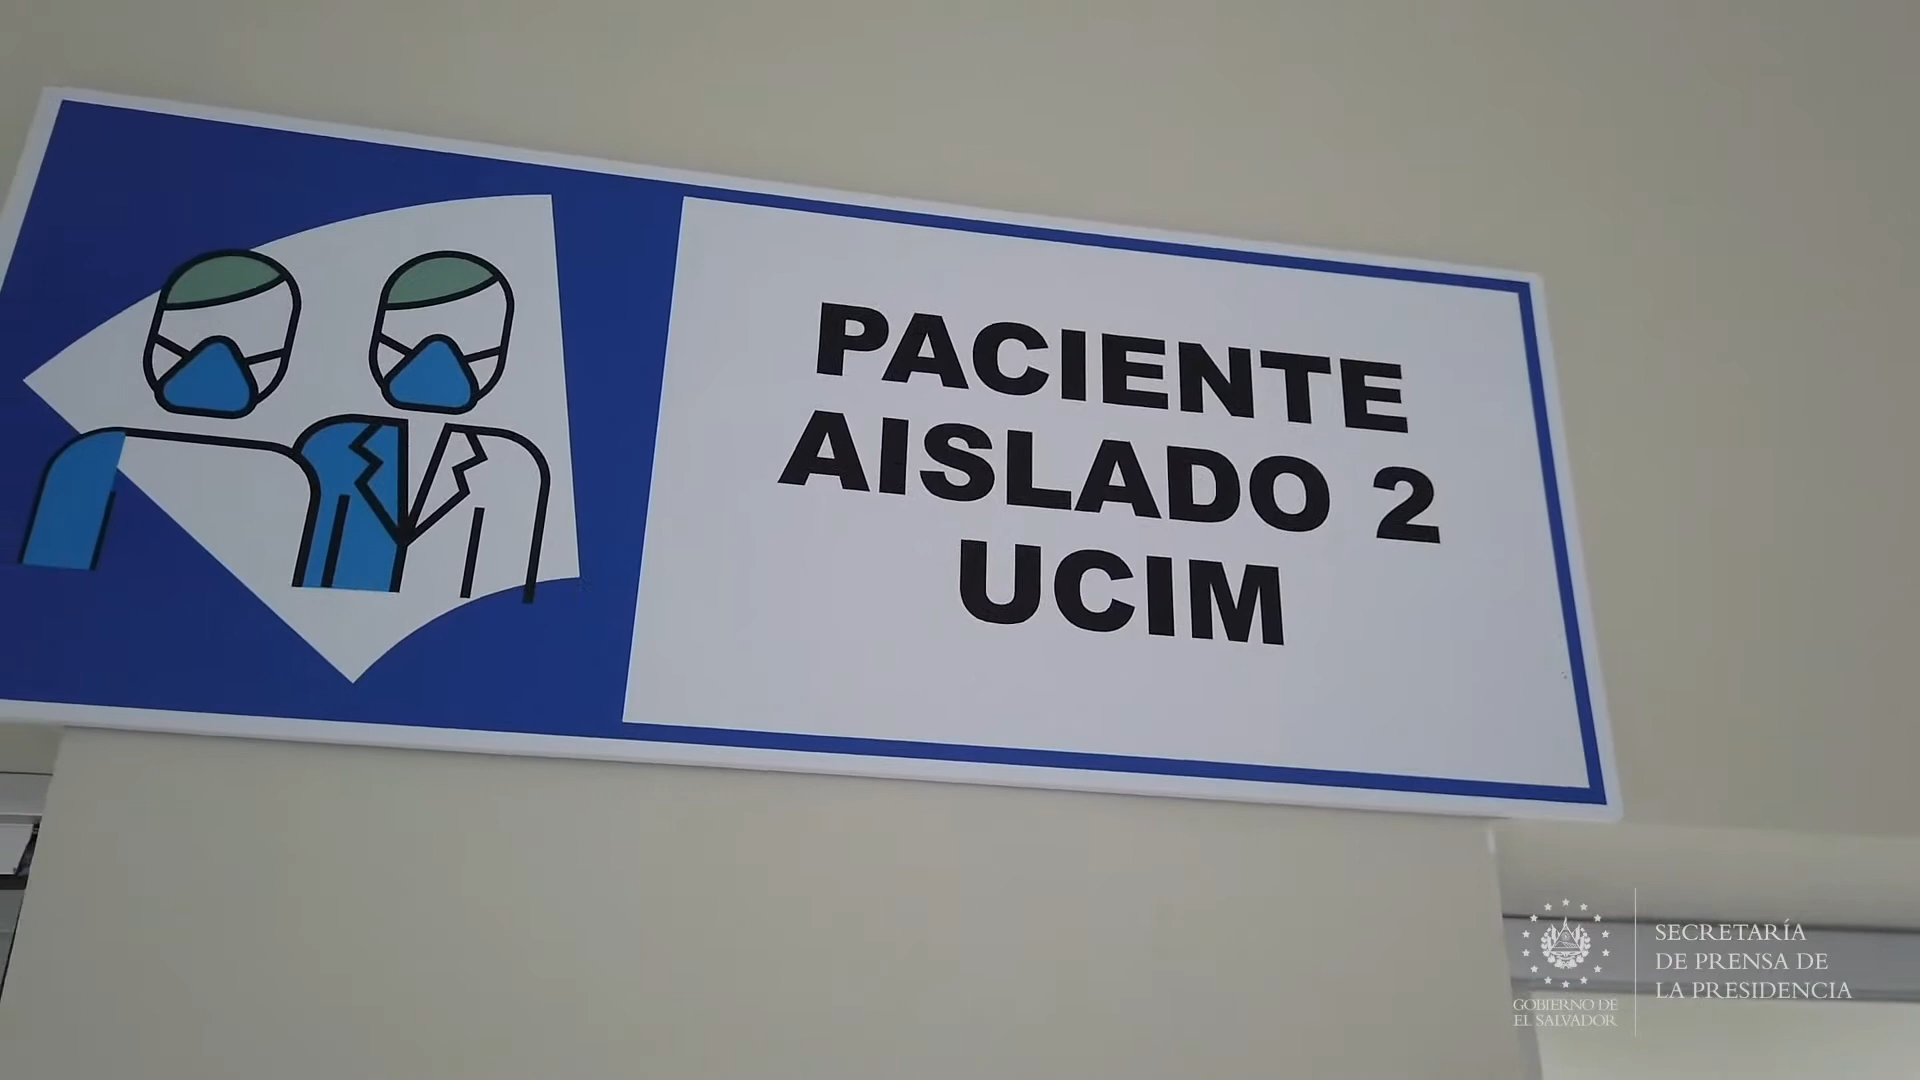 PACIENTE
AISLADO 2
UCIM
GOBIERNO DE
EL SALVADOR
SECRETARÍA
DE PRENSA DE
LA PRESIDENCIA